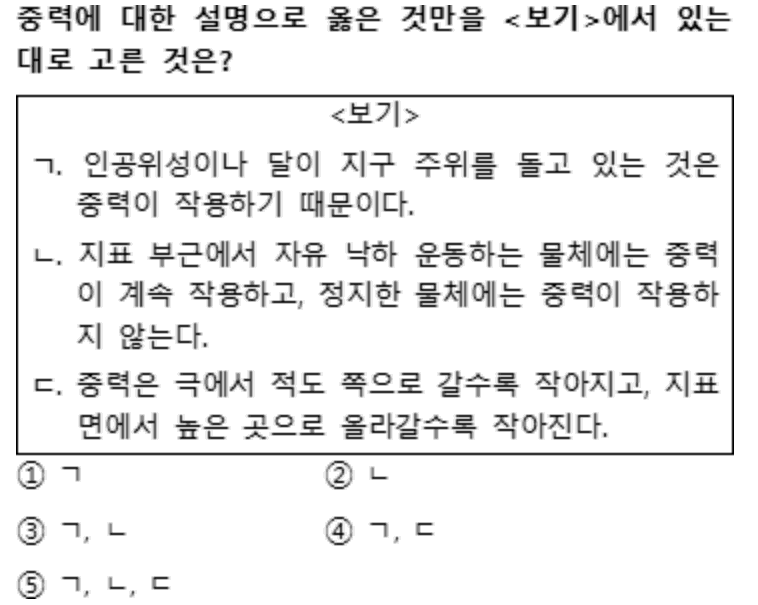 중력에 대한 설명으로 옳은 것만을 <보기>에서 있는
대로 고른 것은?
<보기>
ㄱ. 인공위성이나 달이 지구 주위를 돌고 있는 것은
중력이 작용하기 때문이다.
ㄴ. 지표 부근에서 자유 낙하 운동하는 물체에는 중력
이 계속 작용하고, 정지한 물체에는 중력이 작용하
지 않는다.
ㄷ. 중력은 극에서 적도 쪽으로 갈수록 작아지고, 지표
면에서 높은 곳으로 올라갈수록 작아진다.
① ㄱ ② ㄴ
③ ㄱ, ㄴ ④ ㄱ, ㄷ
⑤ ㄱ, ㄴ, ㄷ